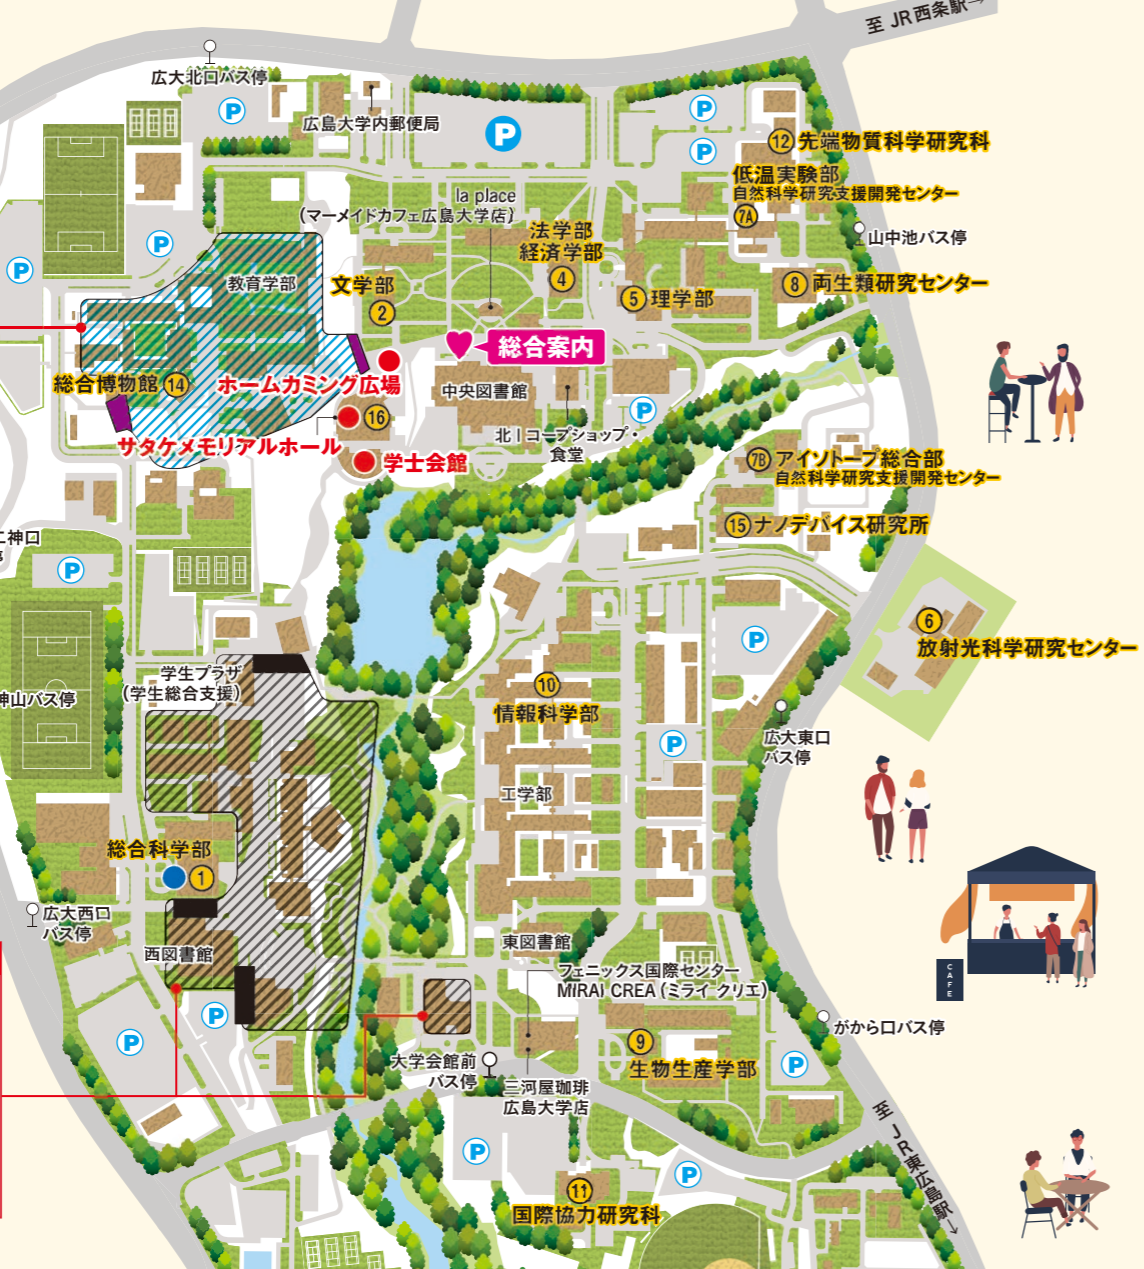 至 JR西条駅→
広大北口バス停
P
広島大学内郵便局
P
P
P
12 先端物質科学研究科
低温実験部
自然科学研究支援開発センター
7A
la place
(マーメイドカフェ広島大学店)
山中池バス停
法学部
経済学部
4
P
P
教育学部
文学部
2
5 理学部
8 両生類研究センター
総合案内
総合博物館 14
ホームカミング広場
中央図書館
16
P
サタケメモリアルホール
学士会館
北1コープショップ・
食堂
7B アイソトープ総合部
自然科学研究支援開発センター
15 ナノデバイス研究所
二神口
P
6
放射光科学研究センター
P
学生プラザ
(学生総合支援)
神山バス停
10
情報科学部
広大東口
バス停
P
工学部
総合科学部
1
広大西口
バス停
西図書館
東図書館
フェニックス国際センター
MIRAI CREA(ミライ クリエ)
CAFE
P
P
がから口バス停
9
生物生産学部
大学会館前
バス停
三河屋珈琲
広島大学店
P
至JR東広島駅→
P
P
11
国際協力研究科